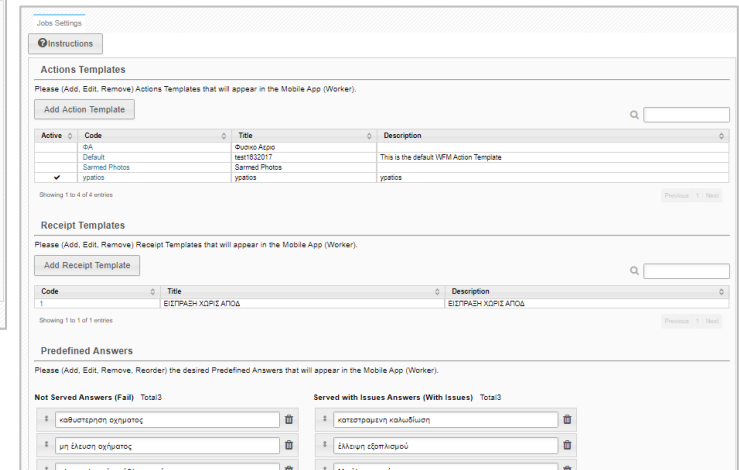 Jobs Settings
Instructions
Actions Templates
Please (Add, Edit, Remove) Actions Templates that will appear in the Mobile App (Worker).
Add Action Template
Active Code Title Description
ΦΑ Φυσικο Αεριο
Default test1832017 This is the default WFM Action Template
Sarmed Photos Sarmed Photos
ypatios ypatios ypatios
Showing 1 to 4 of 4 entries Previous 1 Next
Receipt Templates
Please (Add, Edit, Remove) Receipt Templates that will appear in the Mobile App (Worker).
Add Receipt Template
Code Title Description
1 ΕΙΣΠΡΑΞΗ ΧΩΡΙΣ ΑΠΟΔ ΕΙΣΠΡΑΞΗ ΧΩΡΙΣ ΑΠΟΔ
Showing 1 to 1 of 1 entries Previous 1 Next
Predefined Answers
Please (Add, Edit, Remove, Reorder) the desired Predefined Answers that will appear in the Mobile App (Worker).
Not Served Answers (Fail) Total3 Served with Issues Answers (With Issues) Total3
καθυστερηση οχηματος κατεστραμενη καλωδίωση
μη έλευση οχήματος έλλειψη εξοπλισμού